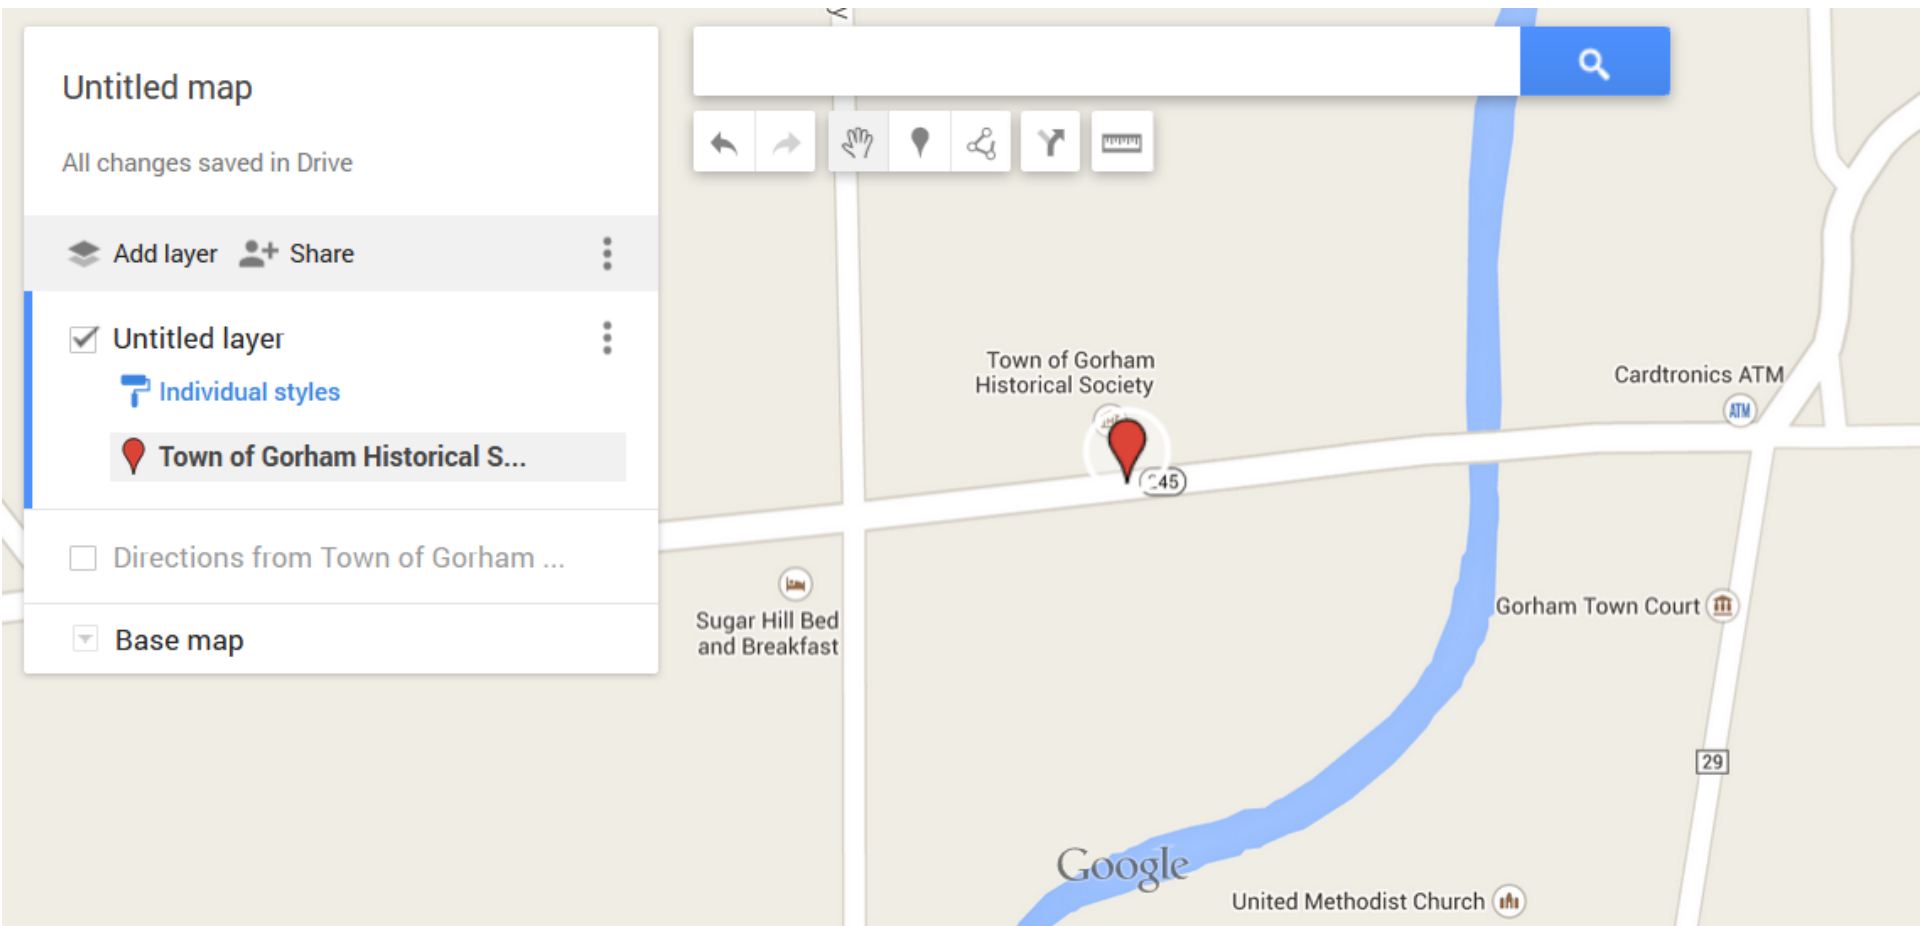 Untitled map
All changes saved in Drive
Add layer
Share
Untitled layer
Individual styles
Town of Gorham Historical S...
Directions from Town of Gorham ...
Base map
Town of Gorham
Historical Society
45
Cardtronics ATM
ATM
Sugar Hill Bed
and Breakfast
Gorham Town Court
29
Google
United Methodist Church